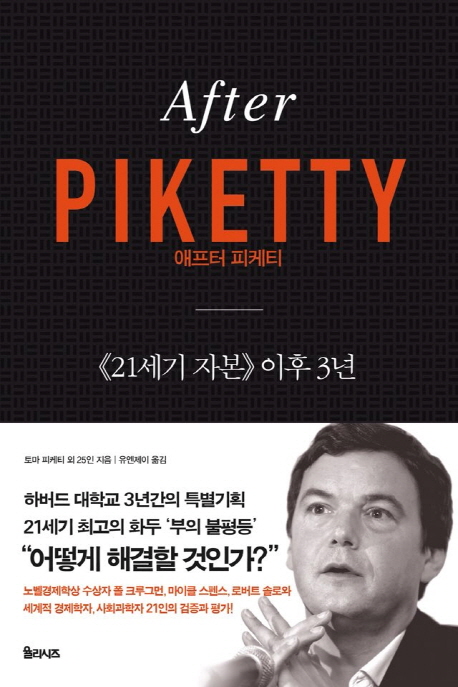 After
PIKETTY
애프터 피케티
《21세기 자본》 이후 3년
토마 피케티 외 25인 지음 | 유엔제이 옮김
하버드 대학교 3년간의 특별기획
21세기 최고의 화두 ‘부의 불평등’
“어떻게 해결할 것인가?”
노벨경제학상 수상자 폴 크루그먼, 마이클 스펜스, 로버트 솔로와
세계적 경제학자, 사회과학자 21인의 검증과 평가!
율리시즈